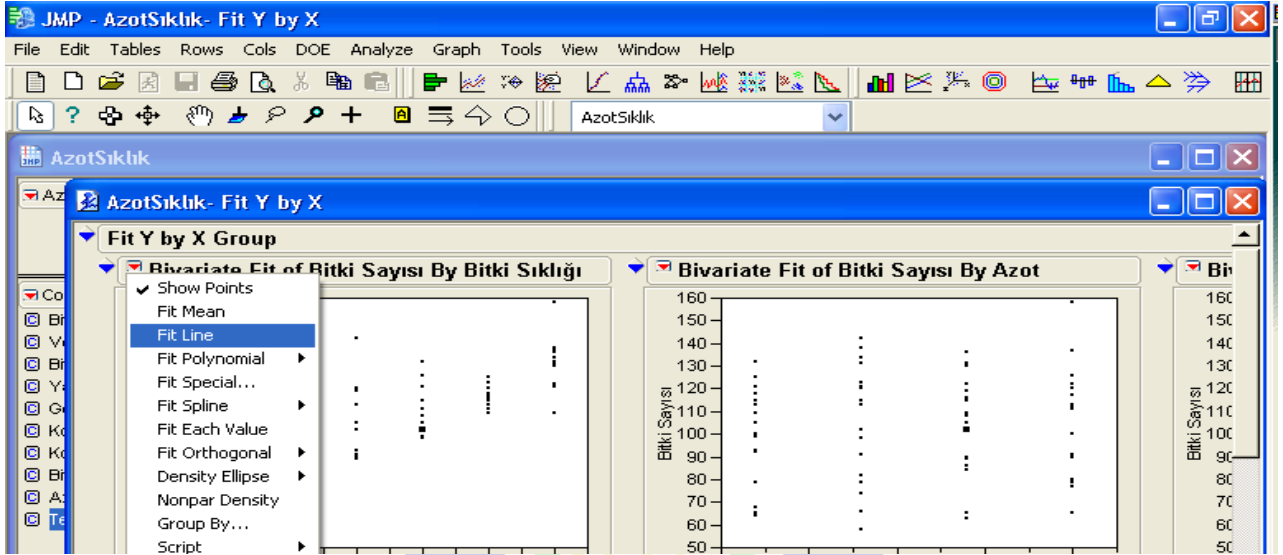 JMP - AzotSıklık- Fit Y by X
File Edit Tables Rows Cols DOE Analyze Graph Tools View Window Help
AzotSıklık
AzotSıklık
AzotSıklık- Fit Y by X
Fit Y by X Group
Bivariate Fit of Bitki Sayısı By Bitki Sıklığı
Show Points
Fit Mean
Fit Line
Fit Polynomial
Fit Special...
Fit Spline
Fit Each Value
Fit Orthogonal
Density Ellipse
Nonpar Density
Group By...
Script
Bivariate Fit of Bitki Sayısı By Azot
160
150
140
130
120
110
100
90
80
70
60
50
Bitki Sayısı
Bitki Sayısı